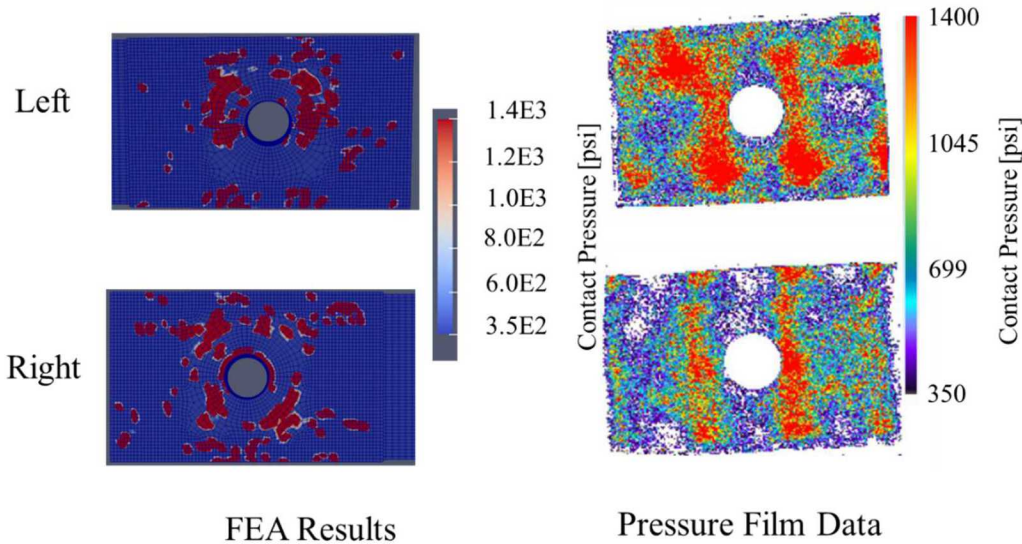 Left
Right
1.4E3
1.2E3
1.0E3
8.0E2
6.0E2
3.5E2
Contact Pressure [psi]
1400
1045
699
350
Contact Pressure [psi]
FEA Results
Pressure Film Data